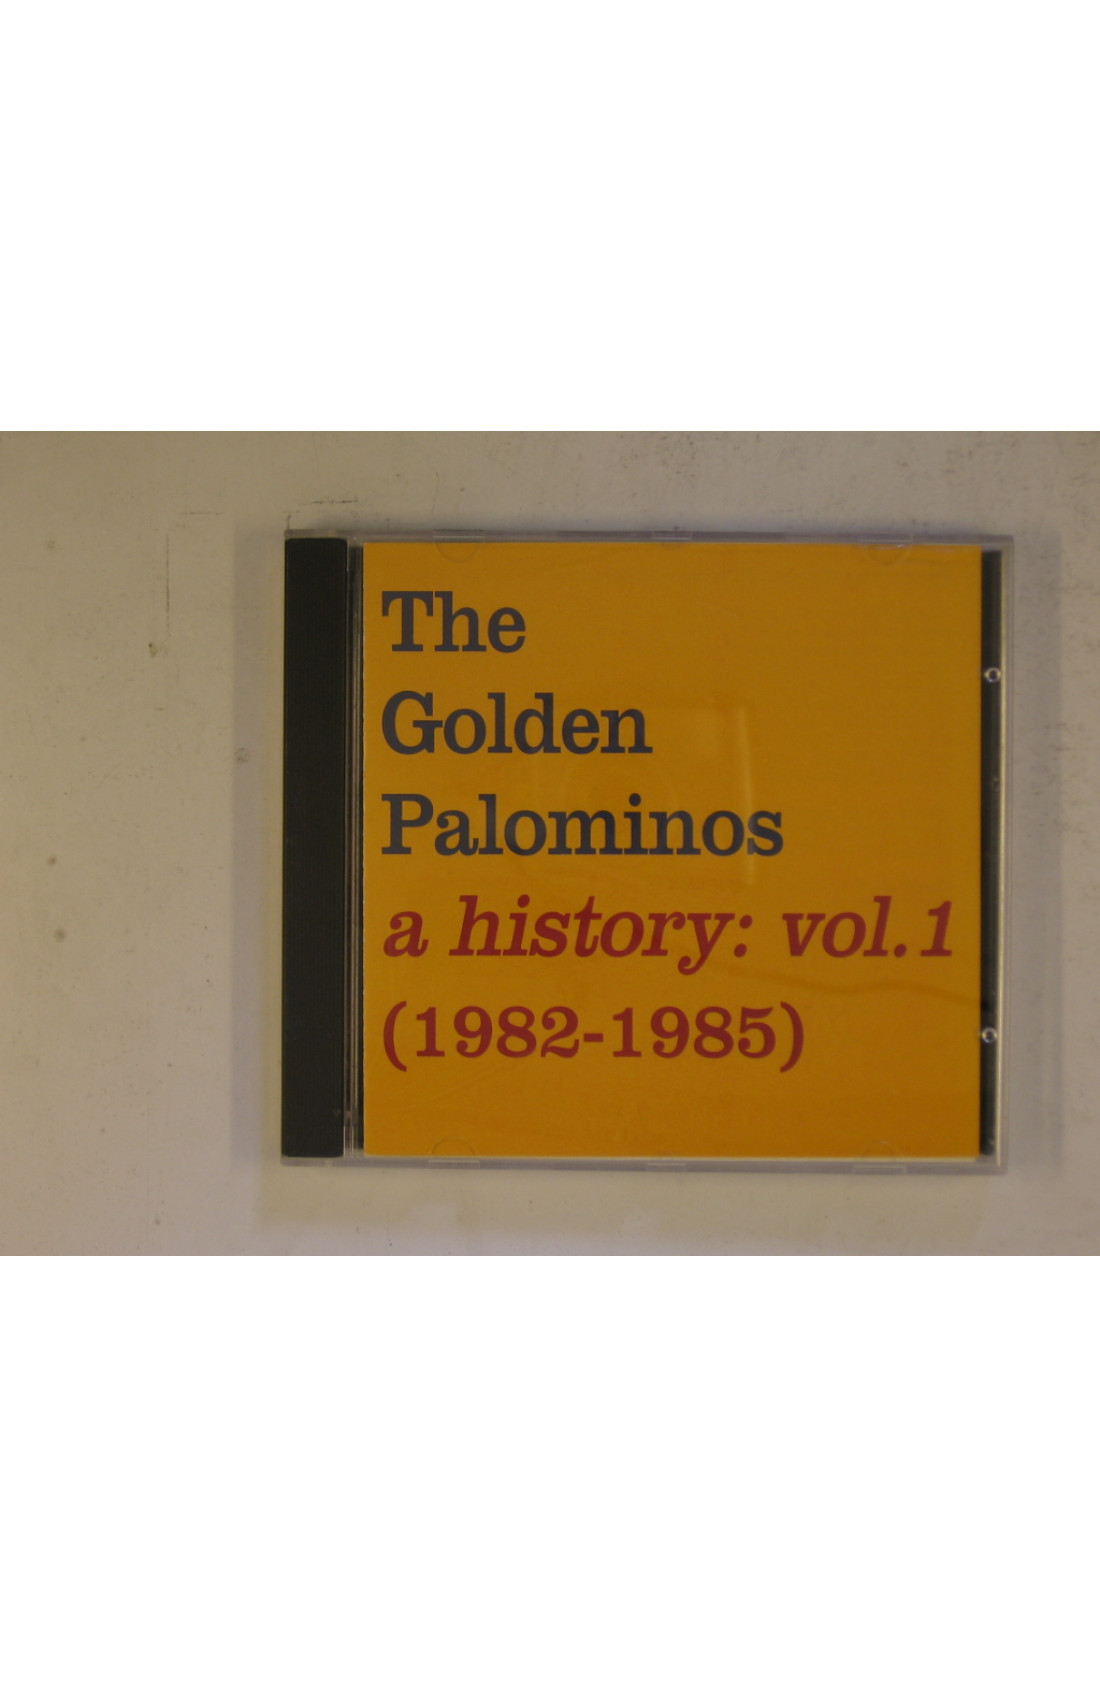 The
Golden
Palominos
a history: vol.1
(1982-1985)